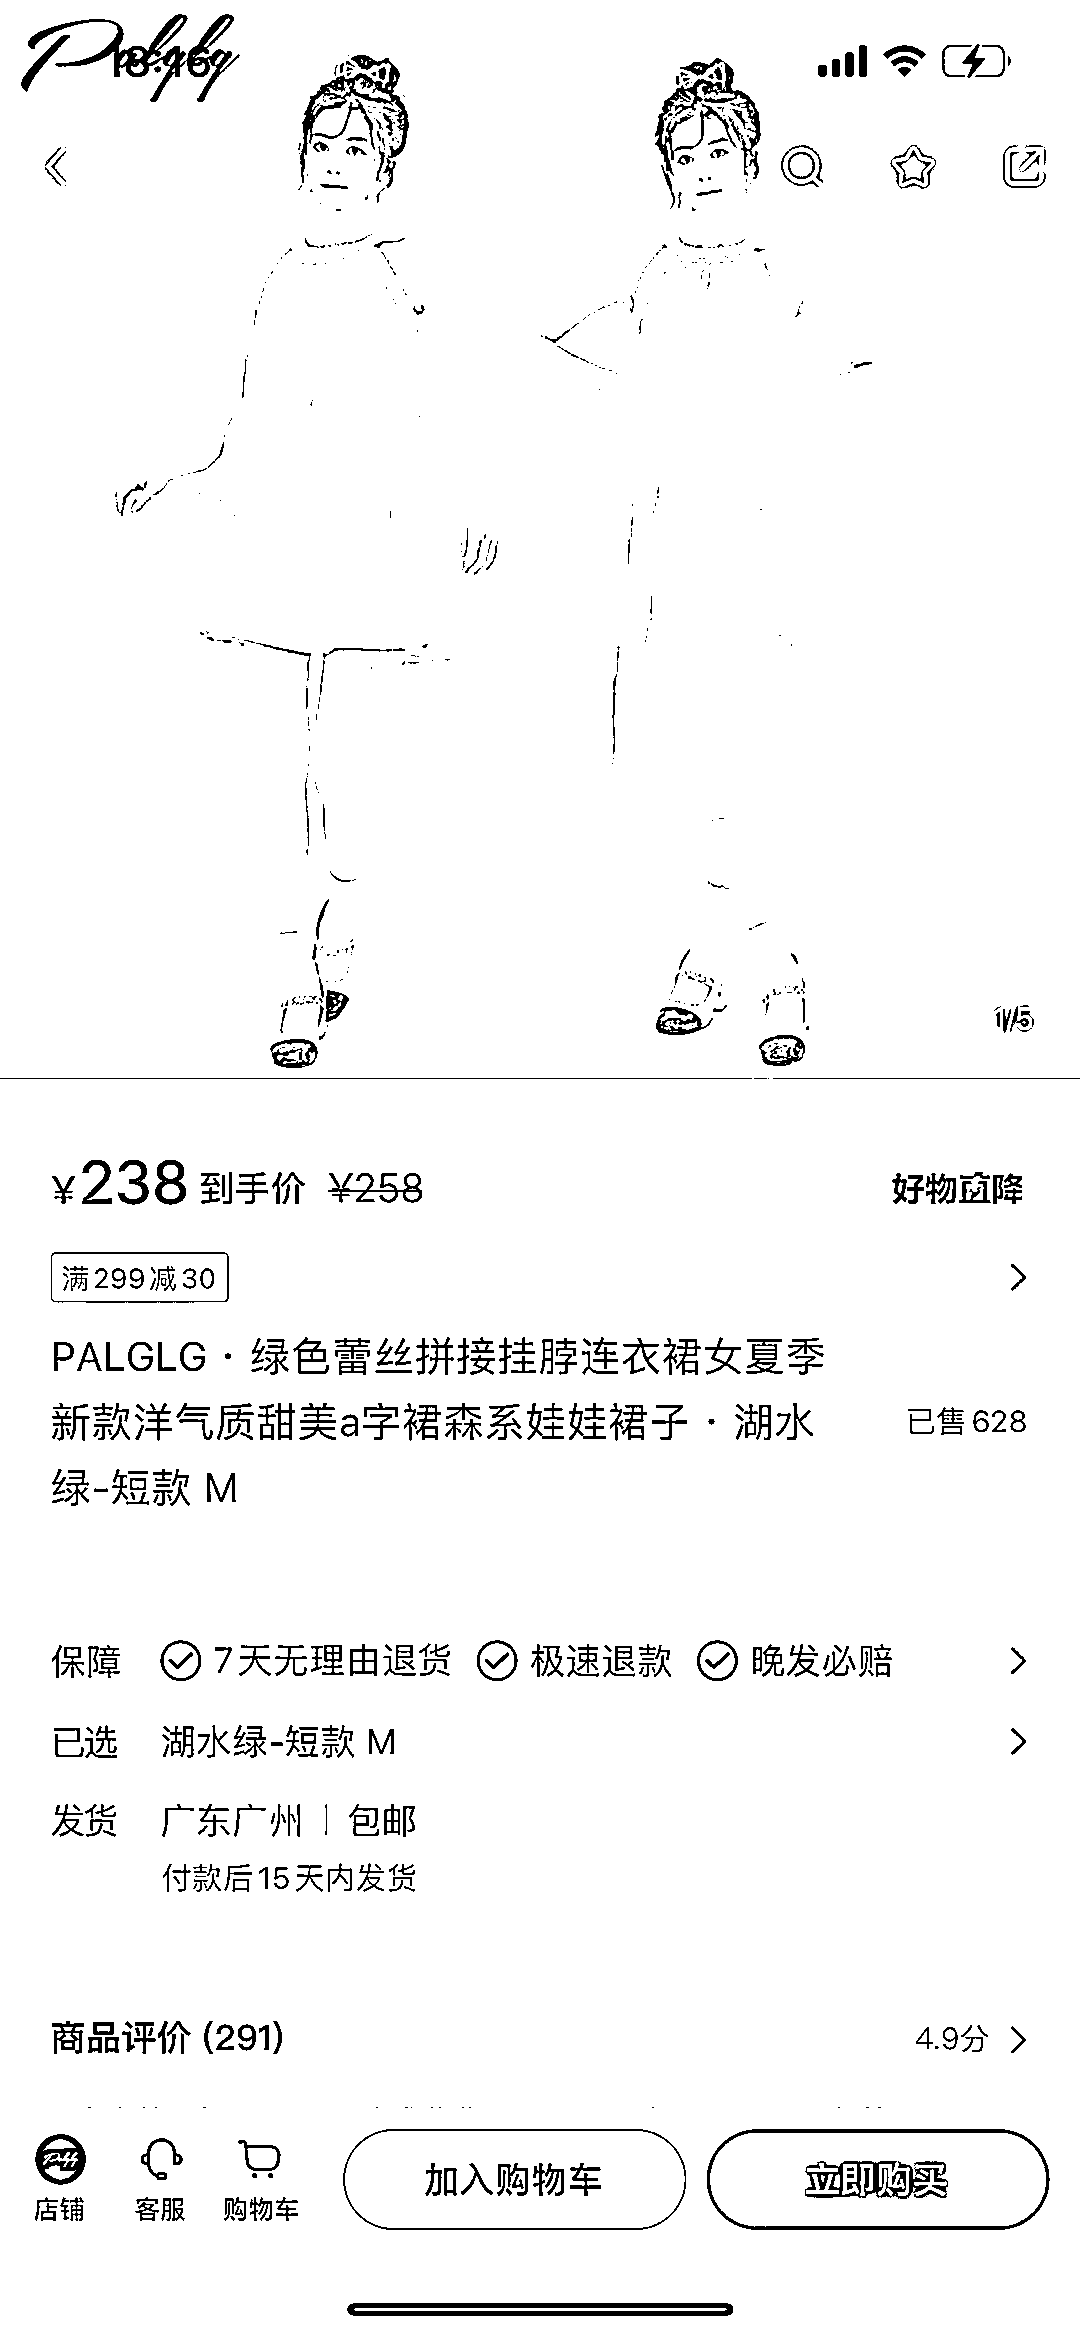 Palglg
18:16
1/5
¥238 到手价 ¥258
好物直降
满299减30
PALGLG · 绿色蕾丝拼接挂脖连衣裙女夏季
新款洋气质甜美a字裙森系娃娃裙子 · 湖水
绿-短款 M
已售628
保障 7天无理由退货 极速退款 晚发必赔
已选 湖水绿-短款 M
发货 广东广州 | 包邮
付款后15天内发货
商品评价 (291)
4.9分
店铺 客服 购物车 加入购物车 立即购买